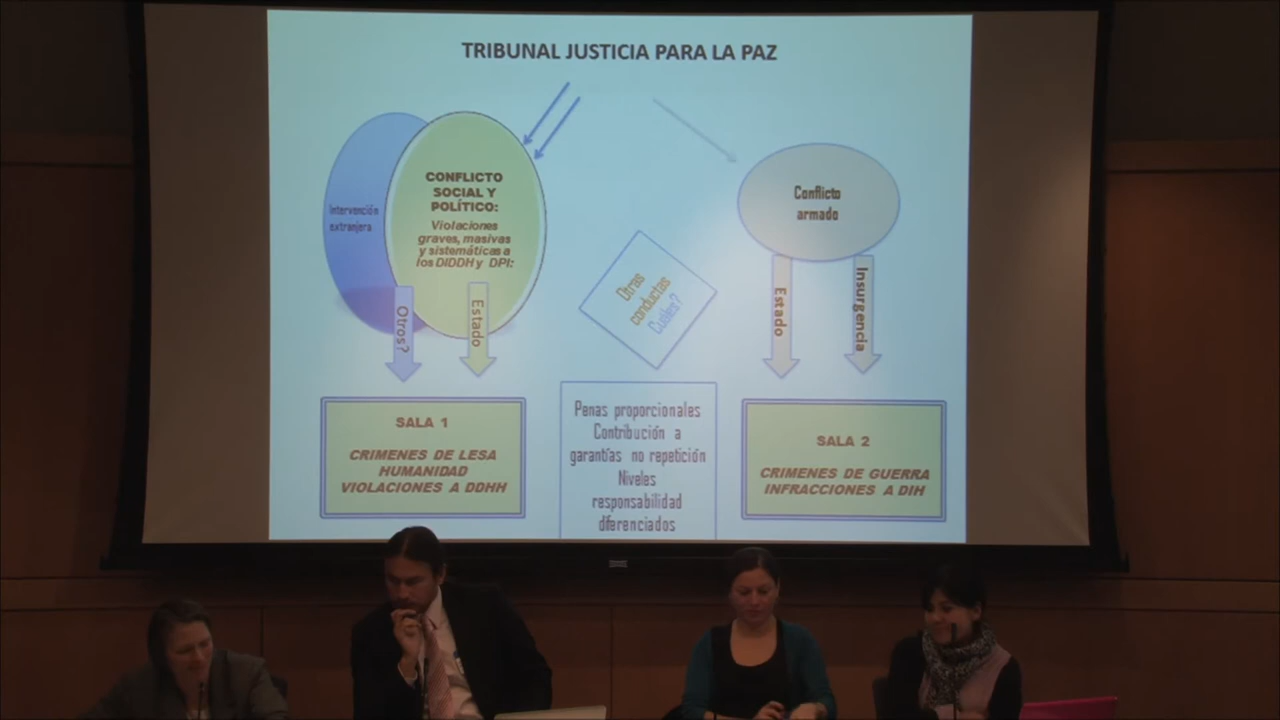 TRIBUNAL JUSTICIA PARA LA PAZ
Intervención
extranjera
CONFLICTO
SOCIAL Y
POLÍTICO:
Violaciones
graves, masivas
y sistemáticas a
los DIDDH y DPI:
Otros?
Estado
Otras
conductas
Cuáles?
Conflicto
armado
Estado
Insurgencia
SALA 1
CRIMENES DE LESA
HUMANIDAD
VIOLACIONES A DDHH
Penas proporcionales
Contribución a
garantías no repetición
Niveles
responsabilidad
diferenciados
SALA 2
CRIMENES DE GUERRA
INFRACCIONES A DIH